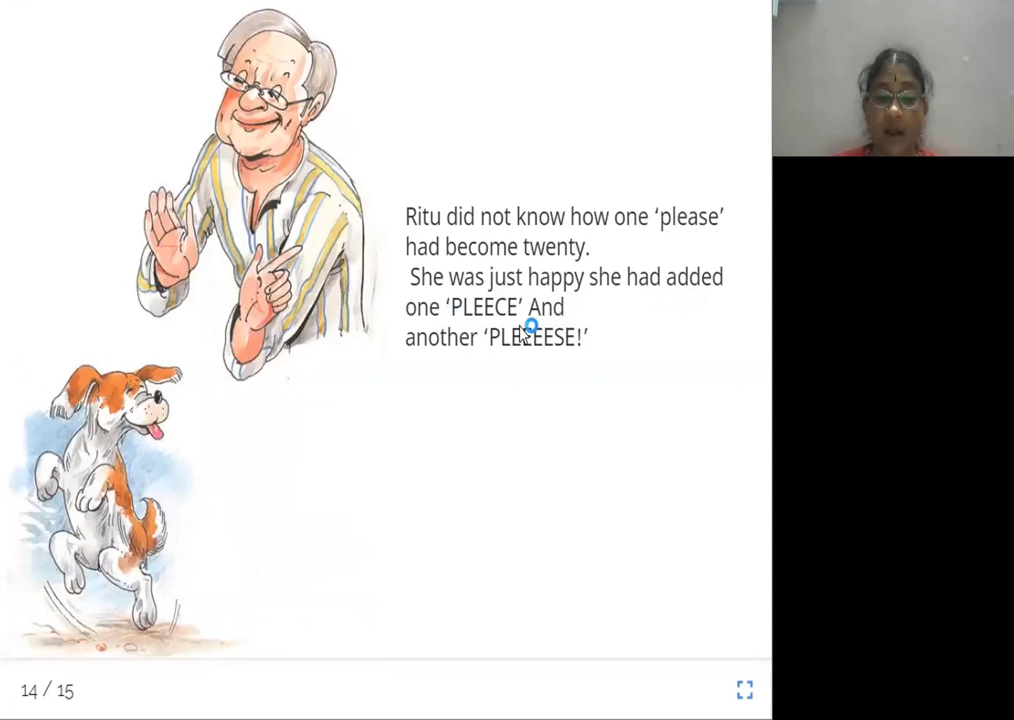 Ritu did not know how one ‘please’
had become twenty.
She was just happy she had added
one ‘PLEECE’ And
another ‘PLEEEESE!’
14 / 15